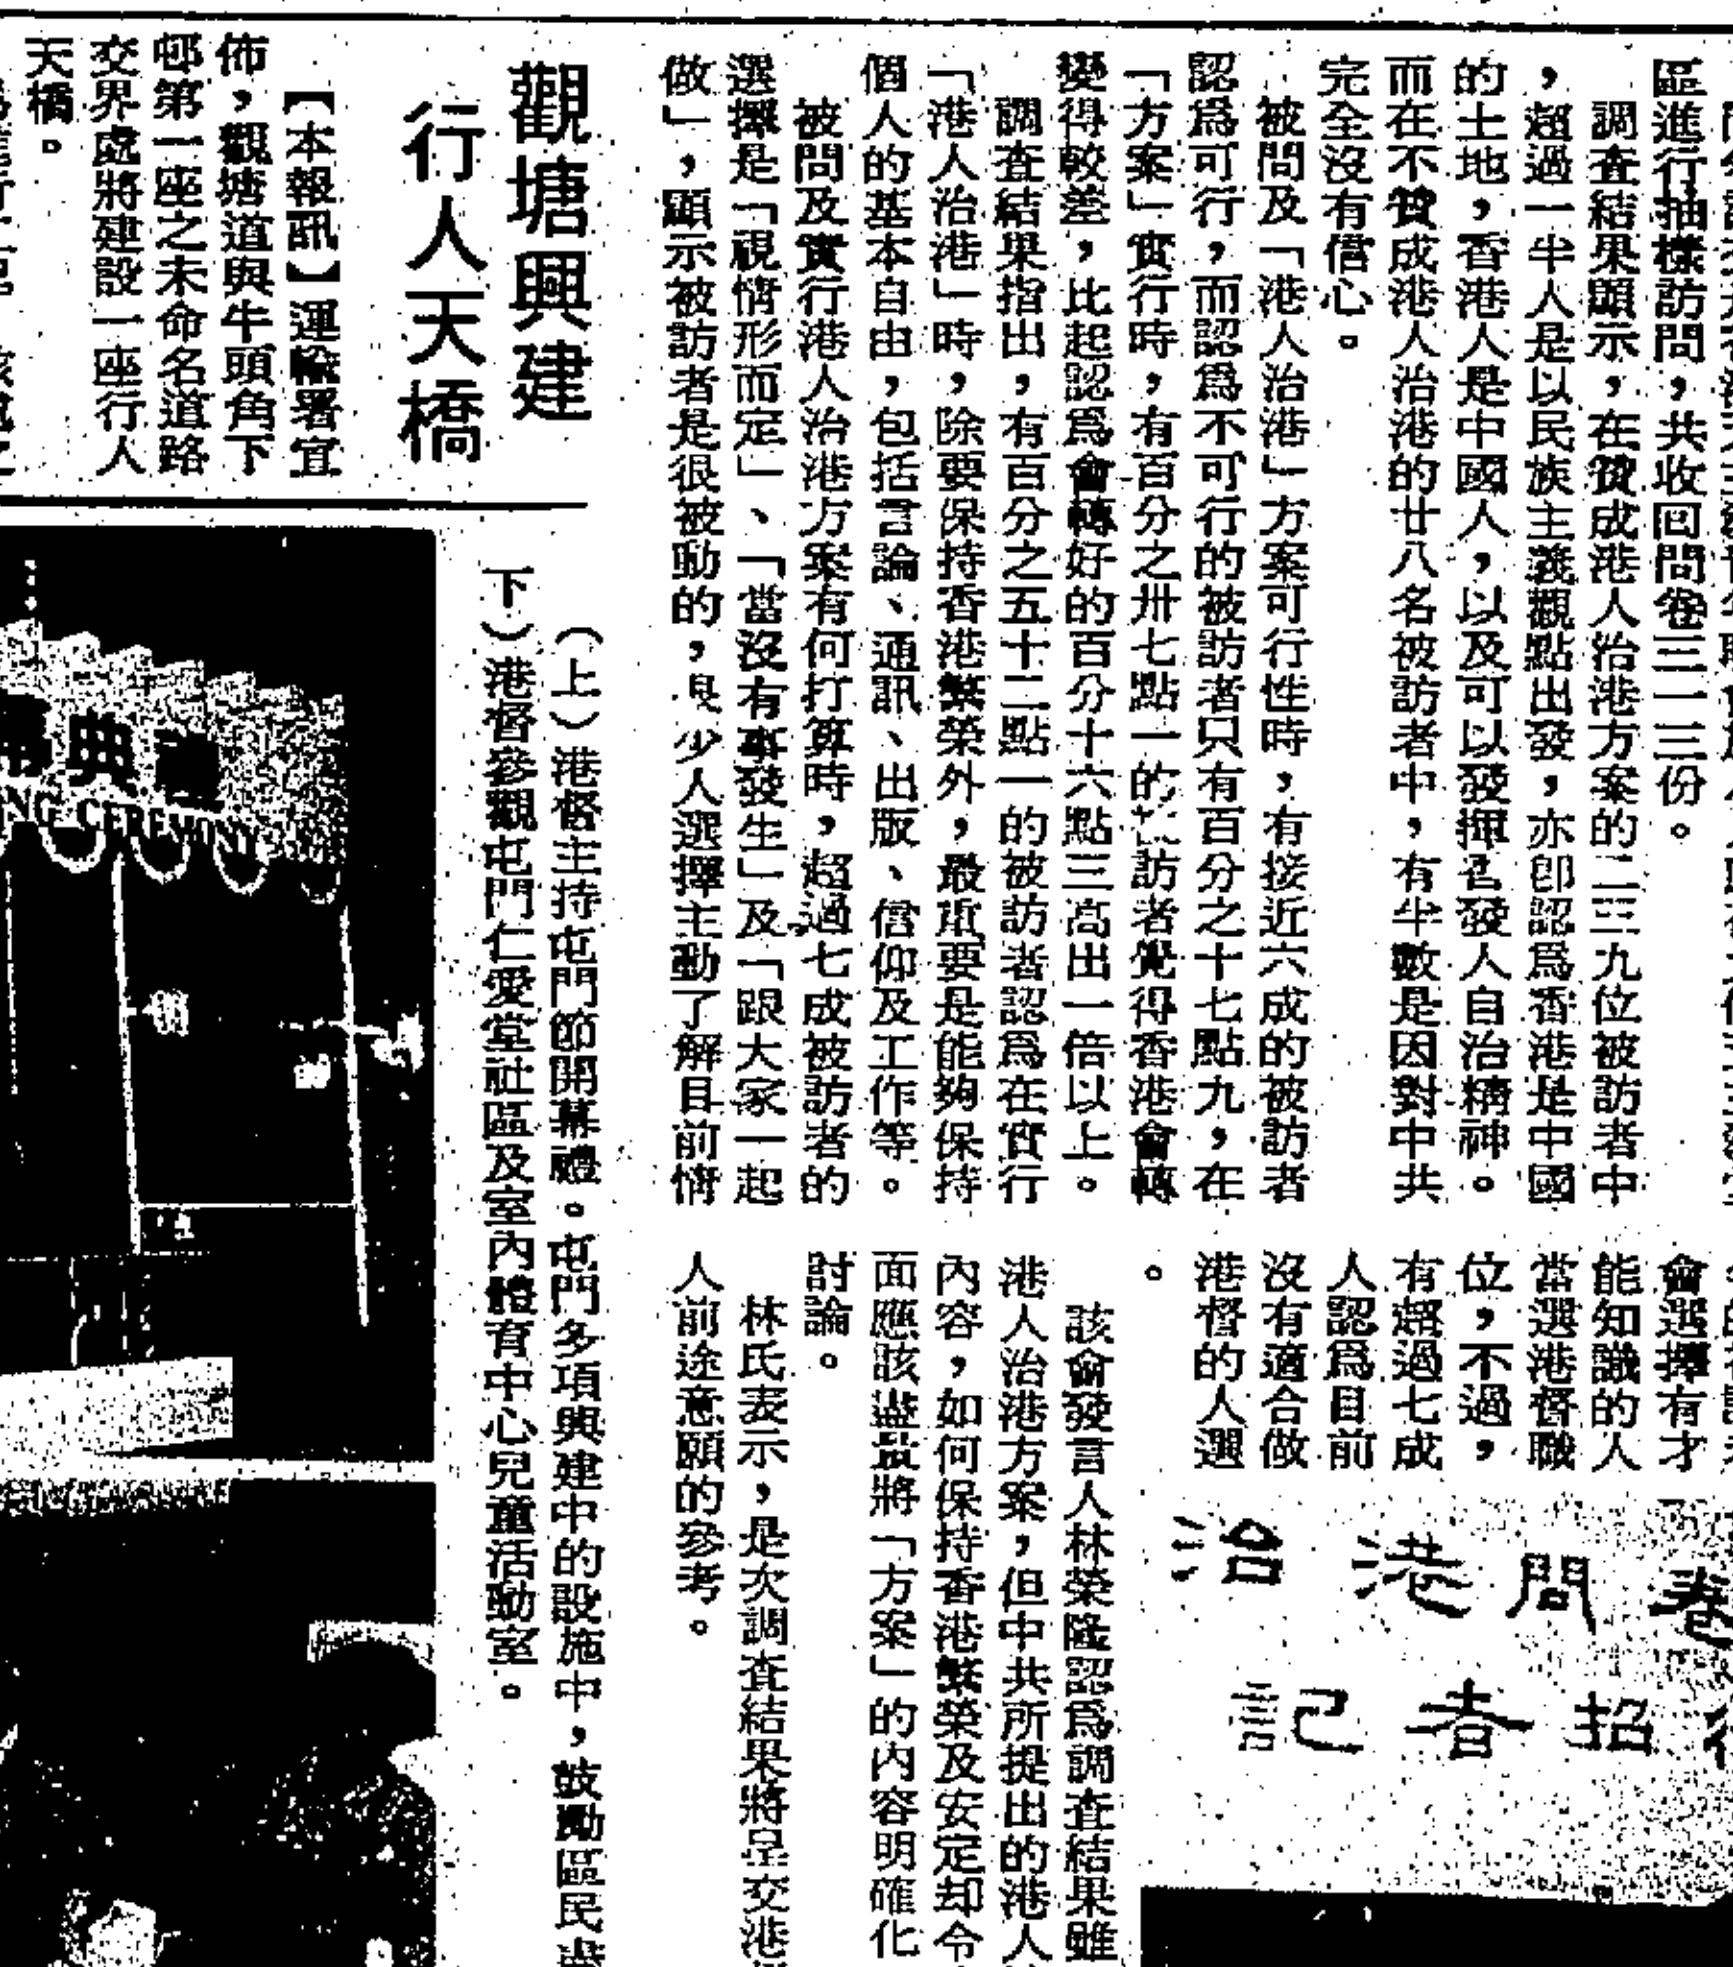 區進行抽樣訪問，共收回問卷三一三份。
調查結果顯示，在贊成港人治港方案的二三九位被訪者中
，超過一半人是以民族主義觀點出發，亦卽認爲香港是中國
的土地，香港人是中國人，以及可以發揮發人自治精神。
而在不贊成港人治港的廿八名被訪者中，有半數是因對中共
完全沒有信心。
被問及「港人治港」方案可行性時，有接近六成的被訪者
認爲可行，而認爲不可行的被訪者只有百分之十七點九，在
「方案」實行時，有百分之卅七點一的訪者覺得香港會轉
變得較差，比起認爲會轉好的百分十六點三高出一倍以上。
調查結果指出，有百分之五十二點一的被訪者認爲在實行
「港人治港」時，除要保持香港繁榮外，最重要是能夠保持
個人的基本自由，包括言論、通訊、出版、信仰及工作等。
被問及實行港人治港方案有何打算時，超過七成被訪者的
選擇是「視情形而定」、「當沒有事發生」及「跟大家一起
做」，顯示被訪者是很被動的，少人選擇主動了解目前情
會選擇有才
能知識的人
當選港督職
位，不過，
有超過七成
人認爲目前
沒有適合做
港督的人選
。
該會發言人林榮隆認爲調查結果雖
港人治港方案，但中共所提出的港人
內容，如何保持香港繁榮及安定却令
面應該盡量將「方案」的內容明確化
討論。
林氏表示，是次調查結果將呈交港
人前途意願的參考。
卷問港治
招者記
觀塘興建
行人天橋
【本報訊】運輸署宣
佈，觀塘道與牛頭角下
邨第一座之未命名道路
交界處將建設一座行人
天橋。
（上）港督主持屯門節開幕禮。屯門多項興建中的設施中，鼓勵區民
下）港督參觀屯門仁愛堂社區及室內體育中心兒童活動室。
典
CEREMONY